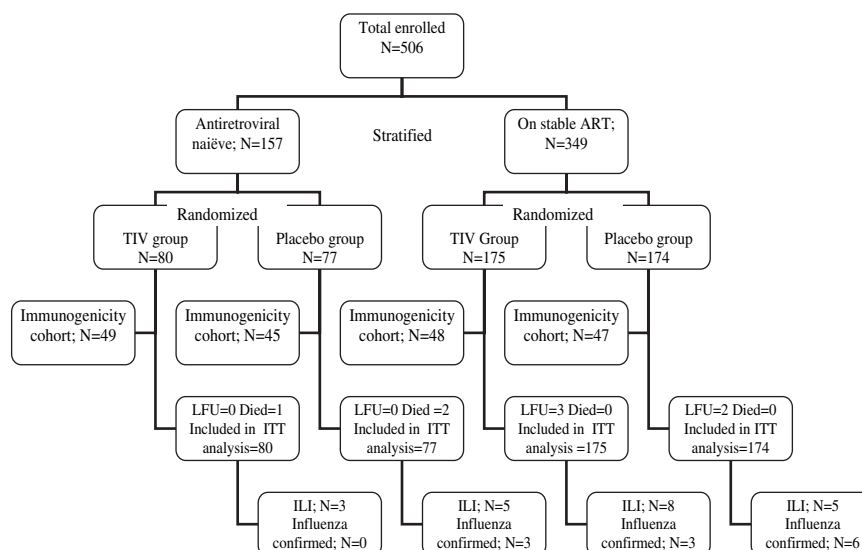 Total enrolled
N=506
Antiretroviral
naiëve; N=157
Stratified
On stable ART;
N=349
Randomized
TIV group
N=80
Placebo group
N=77
Randomized
TIV Group
N=175
Placebo group
N=174
Immunogenicity
cohort; N=49
Immunogenicity
cohort; N=45
Immunogenicity
cohort; N=48
Immunogenicity
cohort; N=47
LFU=0 Died=1
Included in ITT
analysis=80
LFU=0 Died =2
Included in ITT
analysis=77
LFU=3 Died=0
Included in ITT
analysis =175
LFU=2 Died=0
Included in ITT
analysis=174
ILI; N=3
Influenza
confirmed; N=0
ILI; N=5
Influenza
confirmed; N=3
ILI; N=8
Influenza
confirmed; N=3
ILI; N=5
Influenza
confirmed; N=6